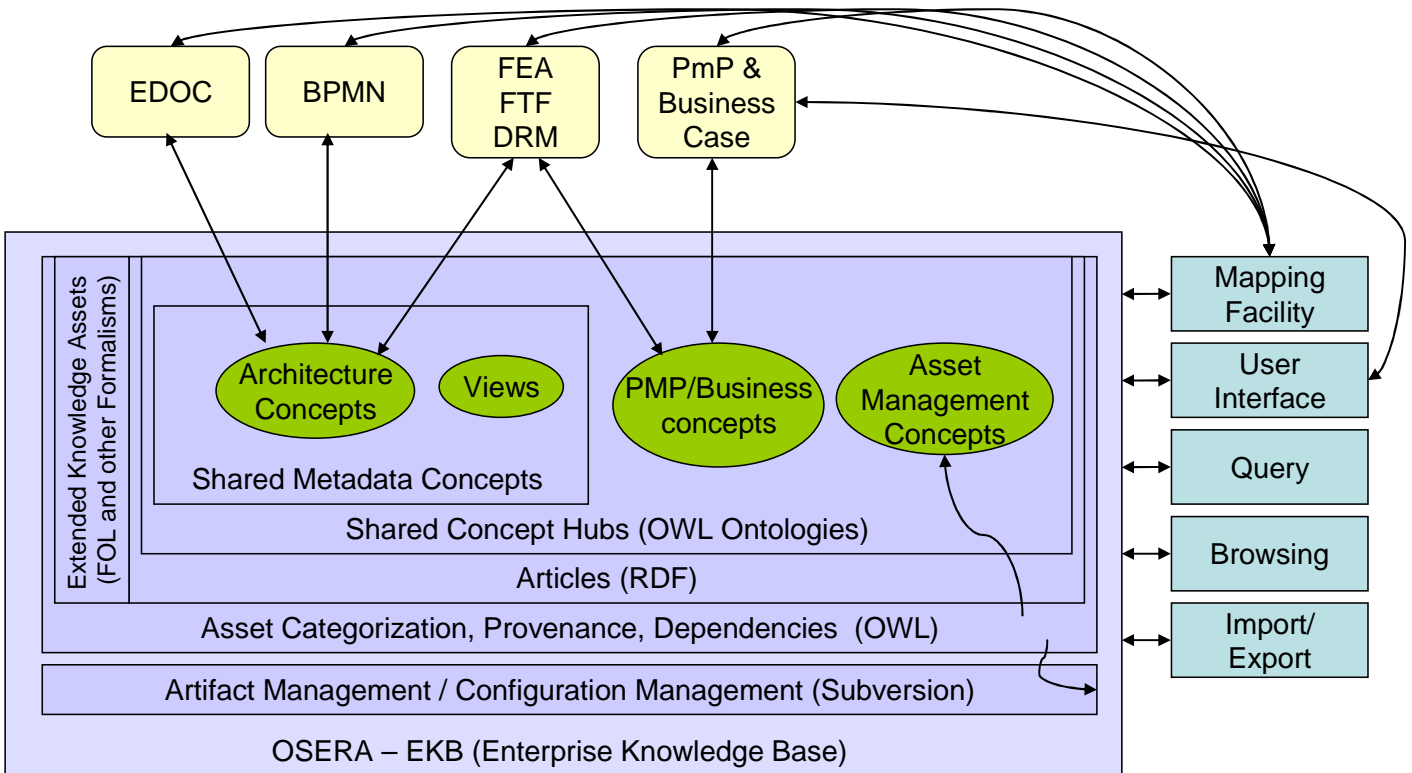 EDOC
BPMN
FEA
FTF
DRM
PmP &
Business
Case
Extended Knowledge Assets
(FOL and other Formalisms)
Architecture
Concepts
Views
Shared Metadata Concepts
PMP/Business
concepts
Asset
Management
Concepts
Shared Concept Hubs (OWL Ontologies)
Articles (RDF)
Asset Categorization, Provenance, Dependencies (OWL)
Artifact Management / Configuration Management (Subversion)
OSERA – EKB (Enterprise Knowledge Base)
Mapping
Facility
User
Interface
Query
Browsing
Import/
Export